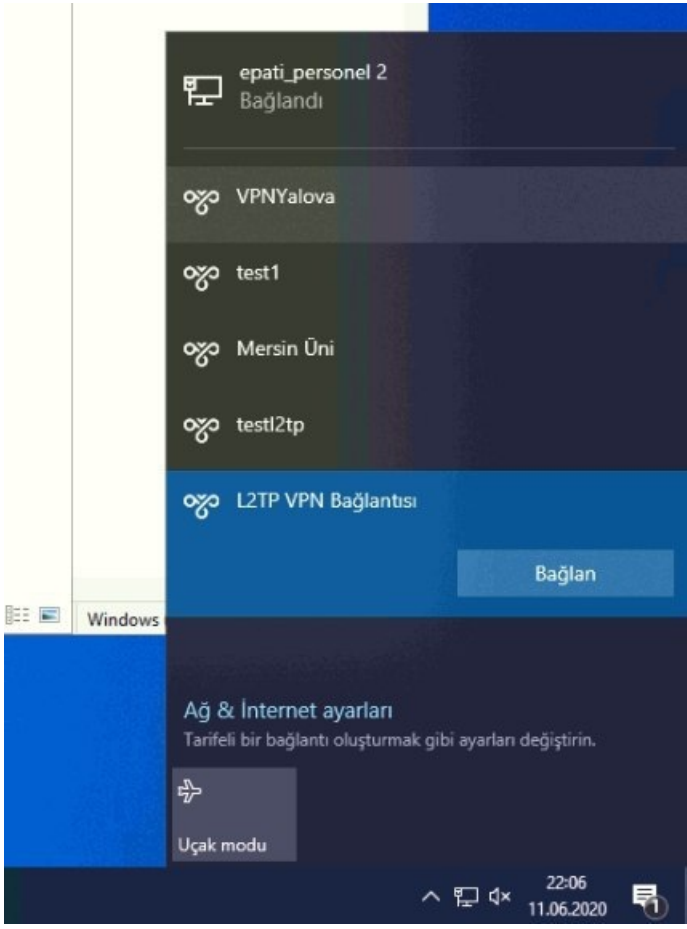 epati_personel 2
Bağlandı
VPNYalova
test1
Mersin Üni
testl2tp
L2TP VPN Bağlantısı
Bağlan
Windows
Ağ & İnternet ayarları
Tarifeli bir bağlantı oluşturmak gibi ayarları değiştirin.
Uçak modu
22:06
11.06.2020
1